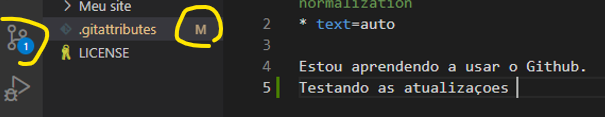 Meu site
.gitattributes M
LICENSE
1
normalization
2 * text=auto
3
4 Estou aprendendo a usar o Github.
5 Testando as atualizaçoes